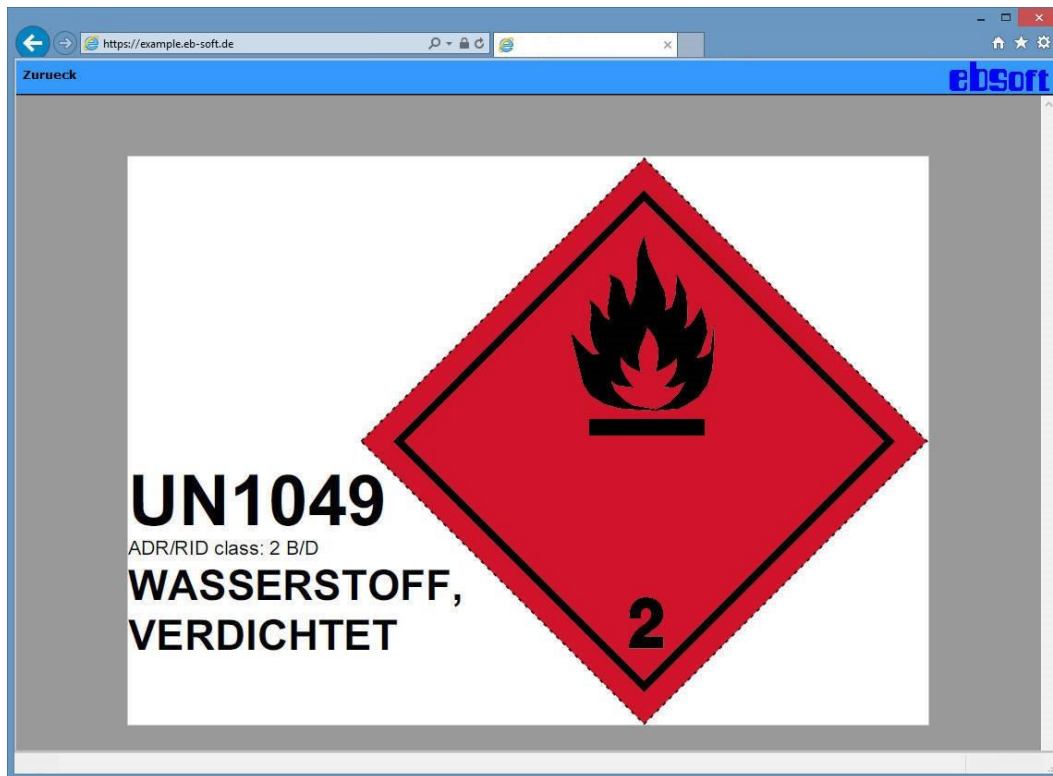 https://example.eb-soft.de
Zurueck
ebsoft
UN1049
ADR/RID class: 2 B/D
WASSERSTOFF,
VERDICHTET
2